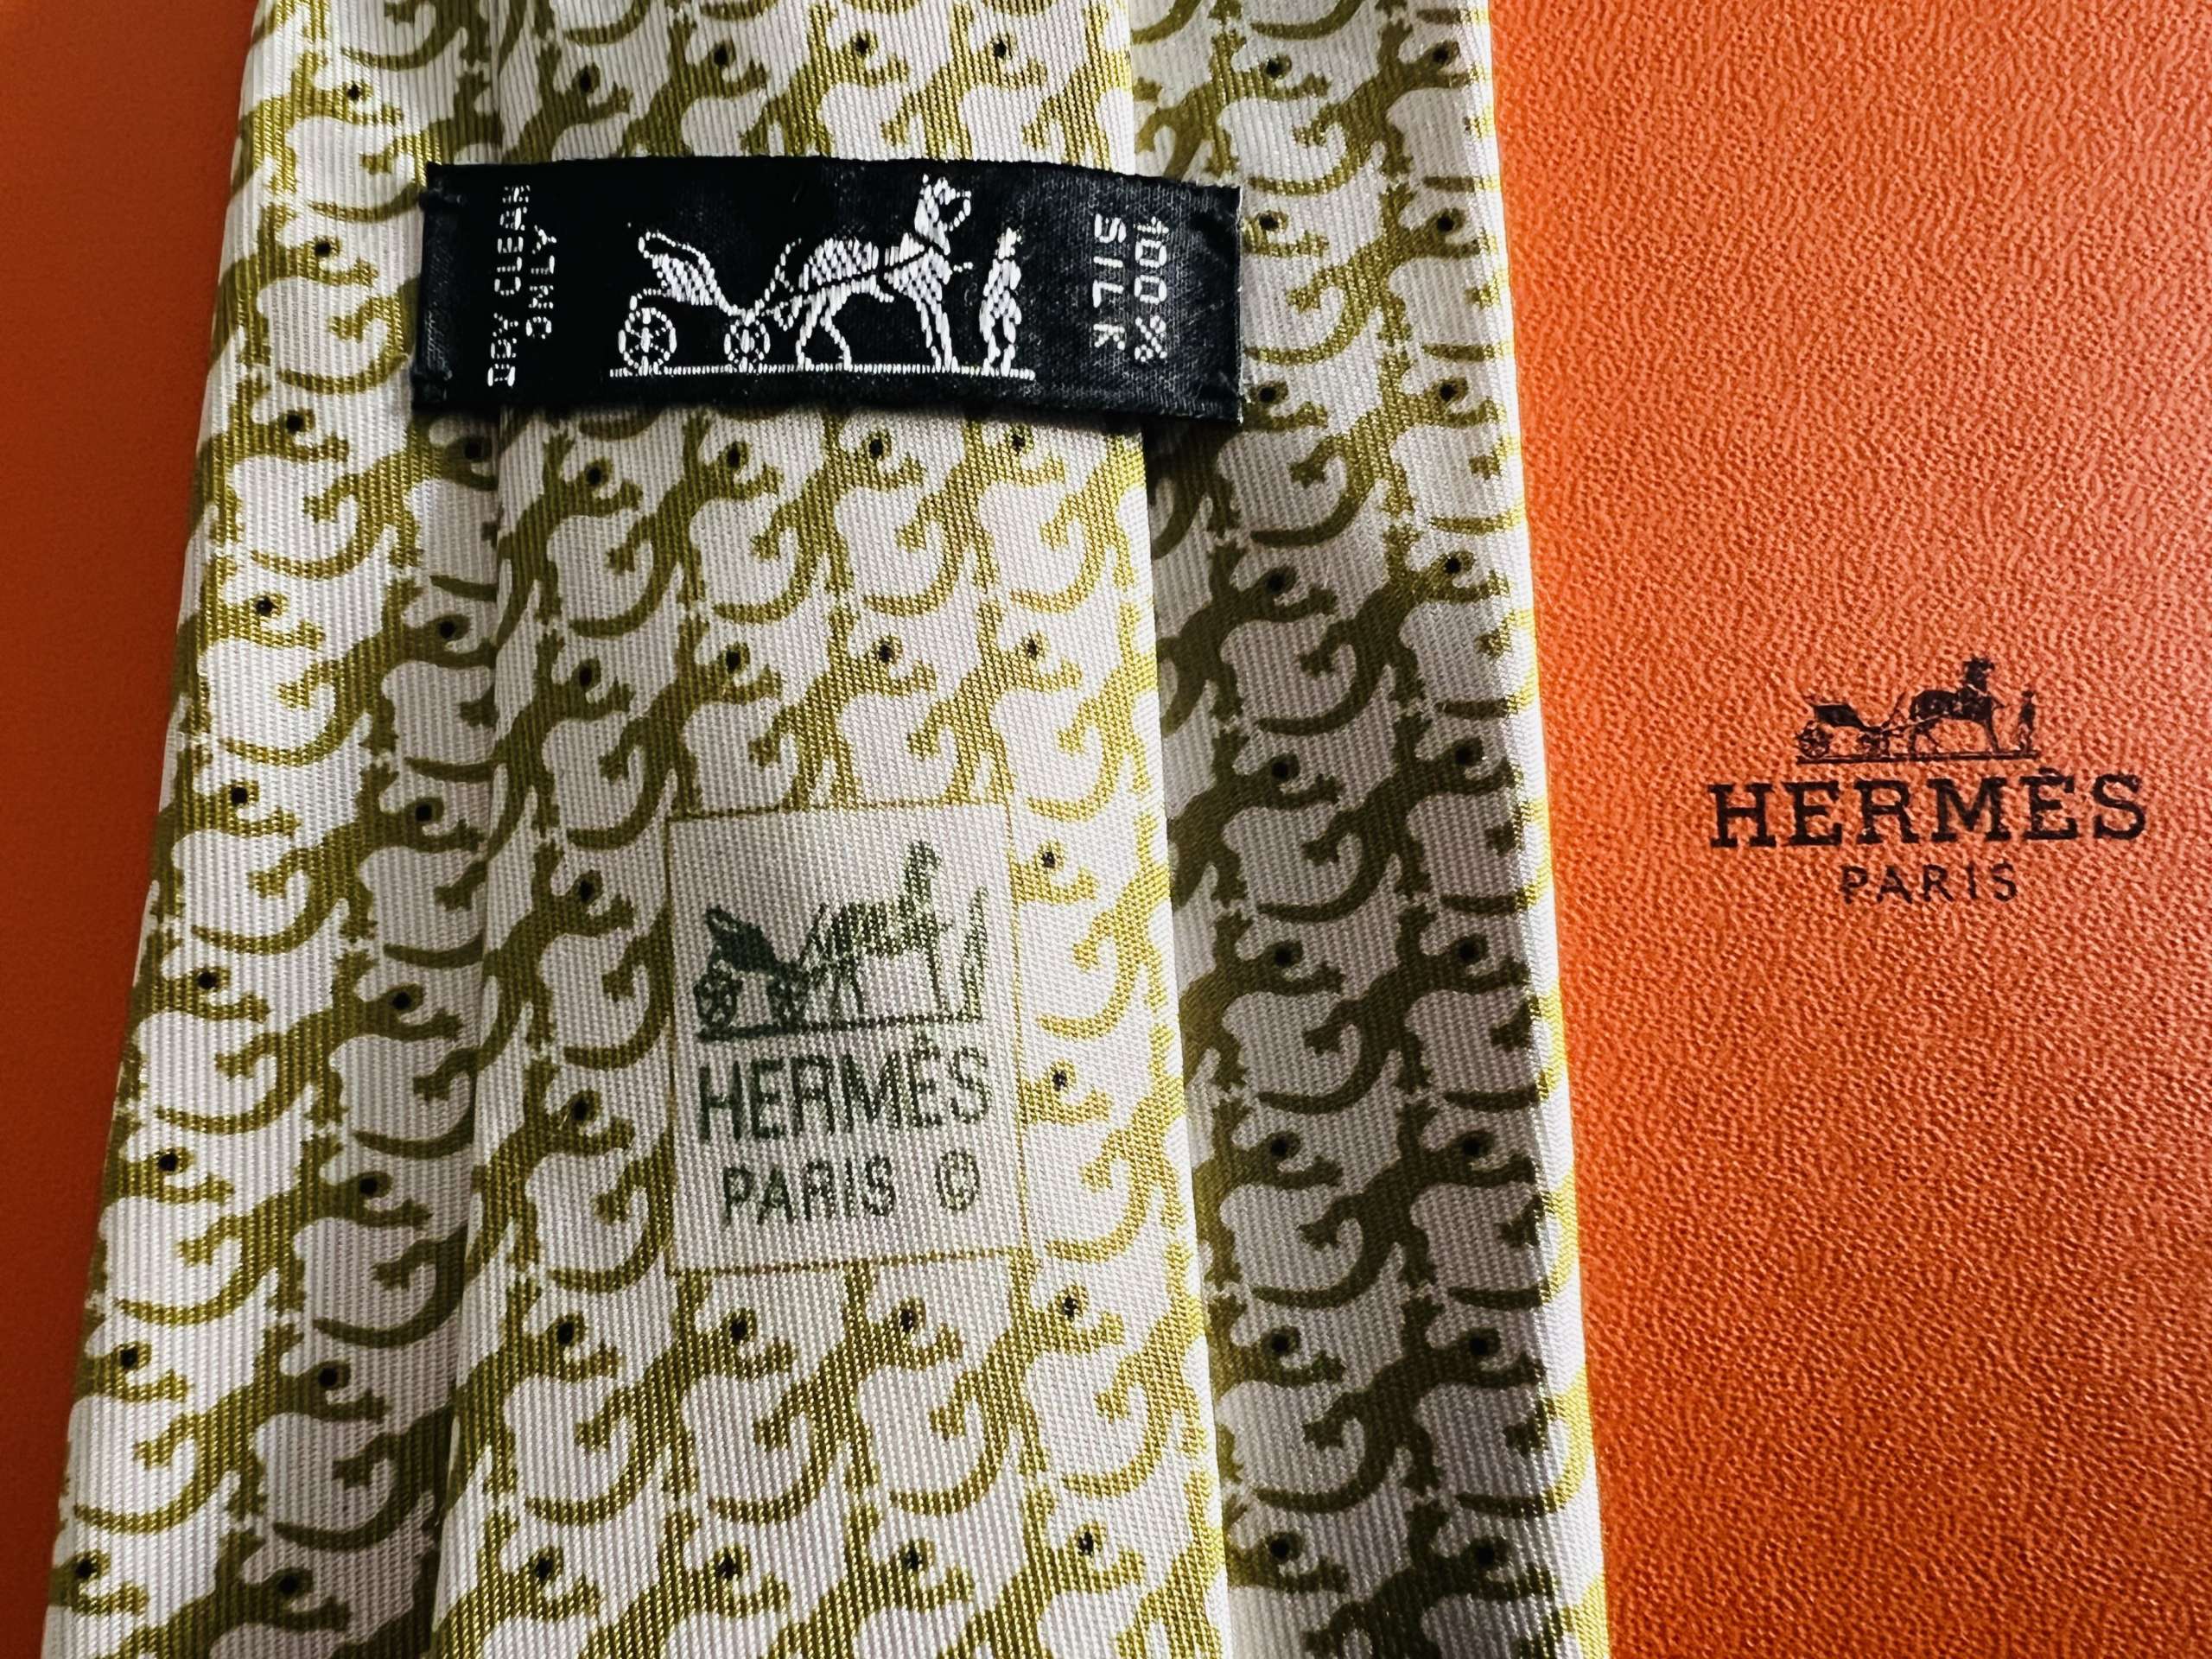 DRY CLEAN
ONLY
100%
SILK
HERMÈS
PARIS ©
HERMÈS
PARIS